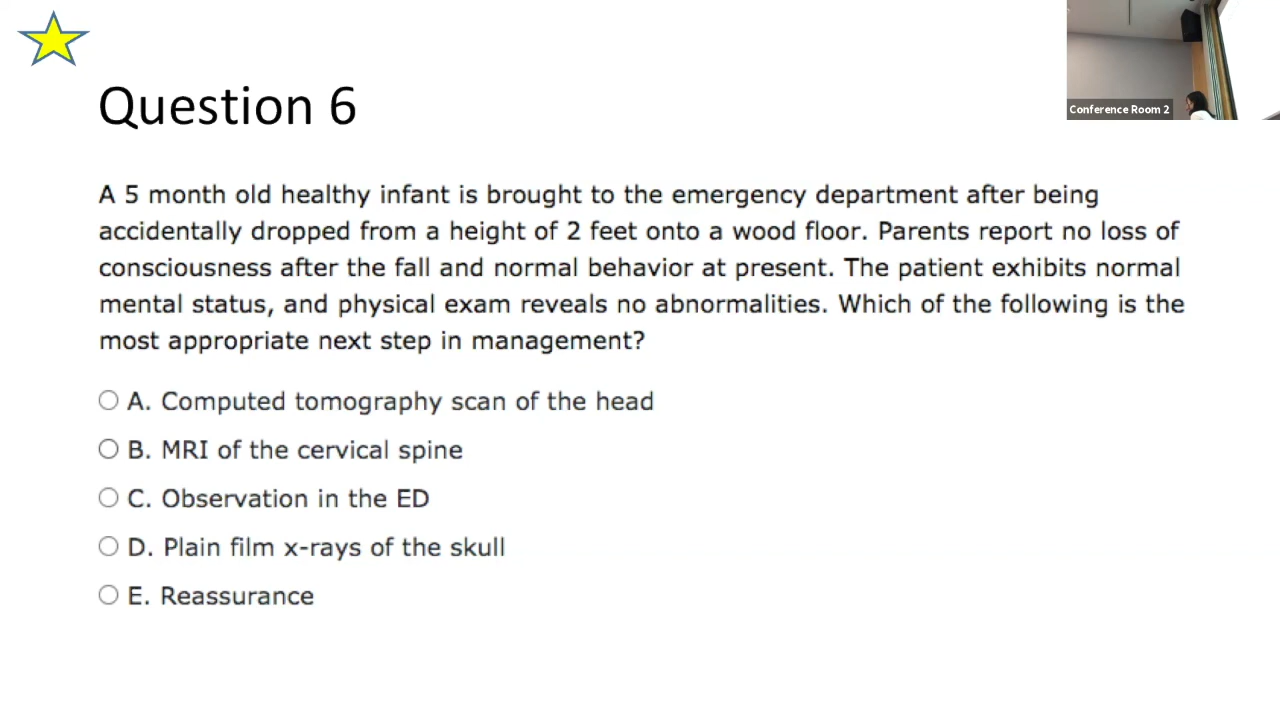 Question 6
Conference Room 2
A 5 month old healthy infant is brought to the emergency department after being
accidentally dropped from a height of 2 feet onto a wood floor. Parents report no loss of
consciousness after the fall and normal behavior at present. The patient exhibits normal
mental status, and physical exam reveals no abnormalities. Which of the following is the
most appropriate next step in management?
A. Computed tomography scan of the head
B. MRI of the cervical spine
C. Observation in the ED
D. Plain film x-rays of the skull
E. Reassurance